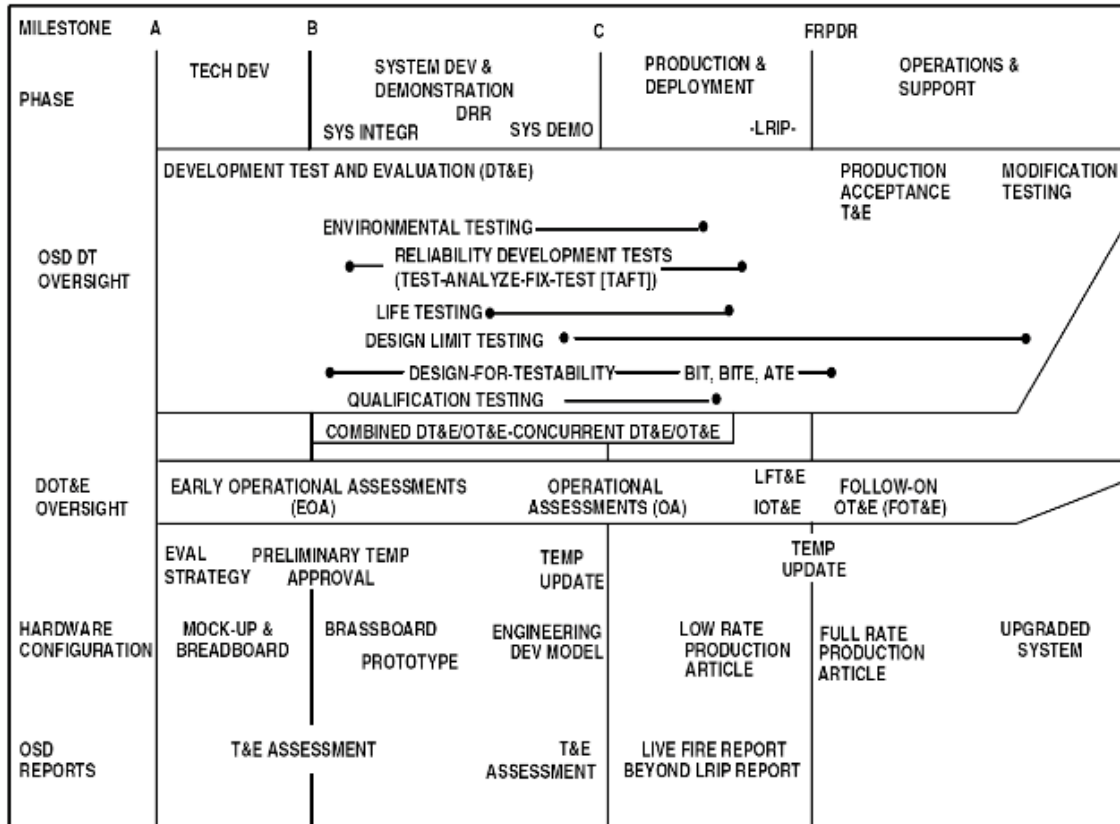 MILESTONE A B C FRPDR
PHASE
TECH DEV
SYSTEM DEV &
DEMONSTRATION
DRR
SYS INTEGR SYS DEMO
PRODUCTION &
DEPLOYMENT
-LRIP-
OPERATIONS &
SUPPORT
OSD DT
OVERSIGHT
DEVELOPMENT TEST AND EVALUATION (DT&E)
PRODUCTION
ACCEPTANCE
T&E
MODIFICATION
TESTING
ENVIRONMENTAL TESTING
RELIABILITY DEVELOPMENT TESTS
(TEST-ANALYZE-FIX-TEST [TAFT])
LIFE TESTING
DESIGN LIMIT TESTING
DESIGN-FOR-TESTABILITY BIT, BITE, ATE
QUALIFICATION TESTING
COMBINED DT&E/OT&E-CONCURRENT DT&E/OT&E
DOT&E
OVERSIGHT
EARLY OPERATIONAL ASSESSMENTS
(EOA)
OPERATIONAL
ASSESSMENTS (OA)
LFT&E
IOT&E
FOLLOW-ON
OT&E (FOT&E)
EVAL
STRATEGY
PRELIMINARY TEMP
APPROVAL
TEMP
UPDATE
TEMP
UPDATE
HARDWARE
CONFIGURATION
MOCK-UP &
BREADBOARD
BRASSBOARD
PROTOTYPE
ENGINEERING
DEV MODEL
LOW RATE
PRODUCTION
ARTICLE
FULL RATE
PRODUCTION
ARTICLE
UPGRADED
SYSTEM
OSD
REPORTS
T&E ASSESSMENT
T&E
ASSESSMENT
LIVE FIRE REPORT
BEYOND LRIP REPORT